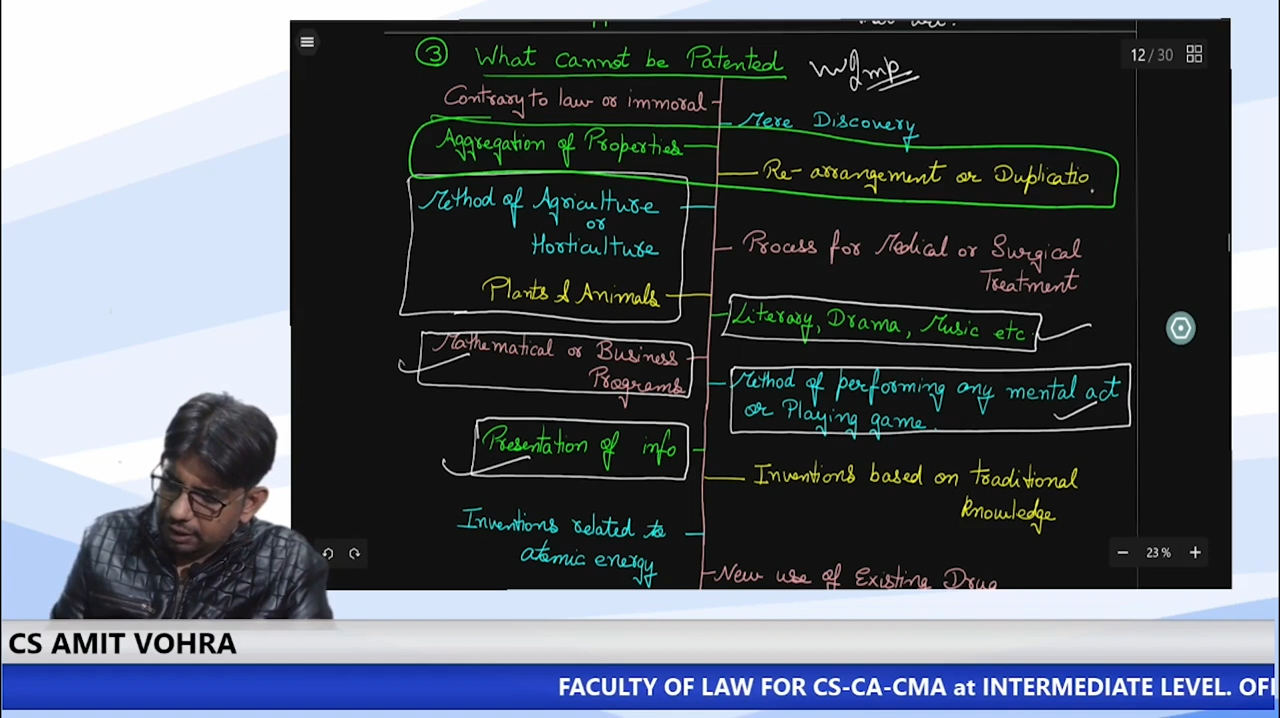 12 / 30
③ What cannot be Patented
Imp
Contrary to law or immoral
Mere Discovery
Aggregation of Properties
Re-arrangement or Duplicatio
Method of Agriculture
or
Horticulture
Process for Medical or Surgical
Treatment
Plants & Animals
Literary, Drama, Music etc
Mathematical or Business
Programs
Method of performing any mental act
or Playing game.
Presentation of info
Inventions based on traditional
knowledge
Inventions related to
atomic energy
23 %
New use of Existing Drug
CS AMIT VOHRA
FACULTY OF LAW FOR CS-CA-CMA at INTERMEDIATE LEVEL. OFI